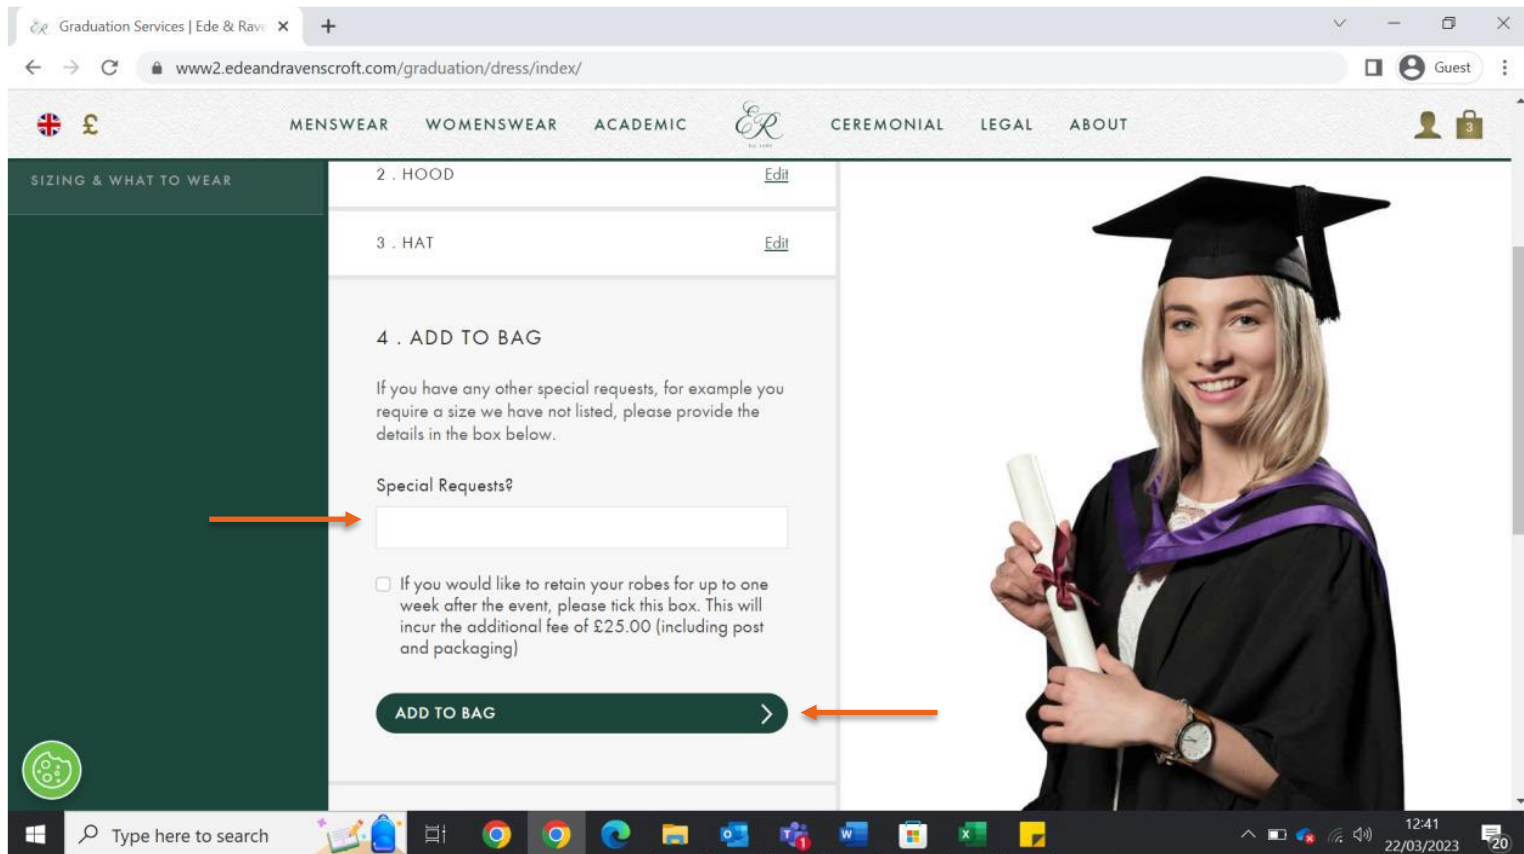 Graduation Services | Ede & Rave
www2.edeandravenscroft.com/graduation/dress/index/
Guest
£
MENSWEAR WOMENSWEAR ACADEMIC ER CEREMONIAL LEGAL ABOUT
3
SIZING & WHAT TO WEAR
2 . HOOD Edit
3 . HAT Edit
4 . ADD TO BAG
If you have any other special requests, for example you
require a size we have not listed, please provide the
details in the box below.
Special Requests?
If you would like to retain your robes for up to one
week after the event, please tick this box. This will
incur the additional fee of £25.00 (including post
and packaging)
ADD TO BAG
Type here to search
12:41
22/03/2023
20